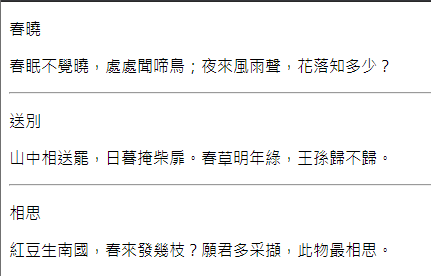 春曉
春眠不覺曉，處處聞啼鳥；夜來風雨聲，花落知多少？
送別
山中相送罷，日暮掩柴扉。春草明年綠，王孫歸不歸。
相思
紅豆生南國，春來發幾枝？願君多采擷，此物最相思。